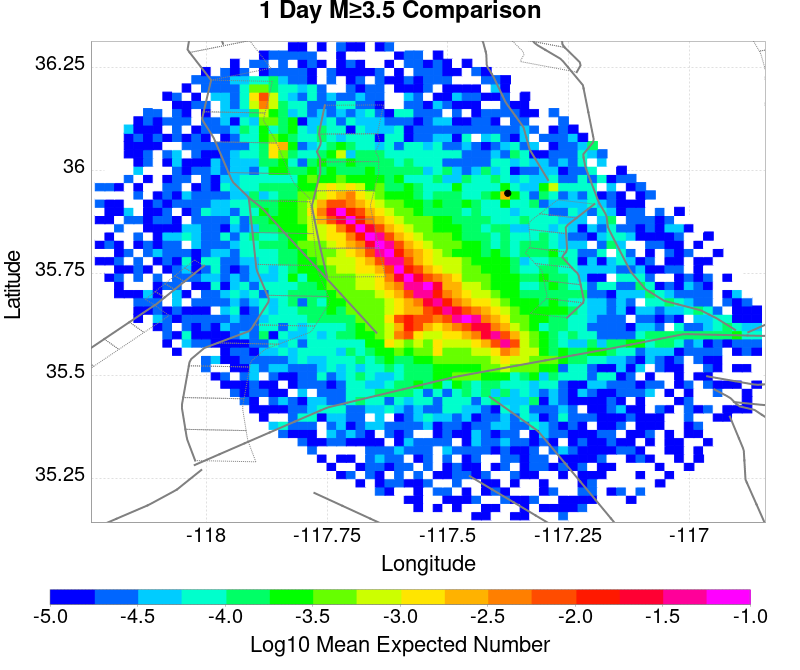 1 Day M≥3.5 Comparison
36.25
36
35.75
35.5
35.25
Latitude
-118 -117.75 -117.5 -117.25 -117
Longitude
-5.0 -4.5 -4.0 -3.5 -3.0 -2.5 -2.0 -1.5 -1.0
Log10 Mean Expected Number